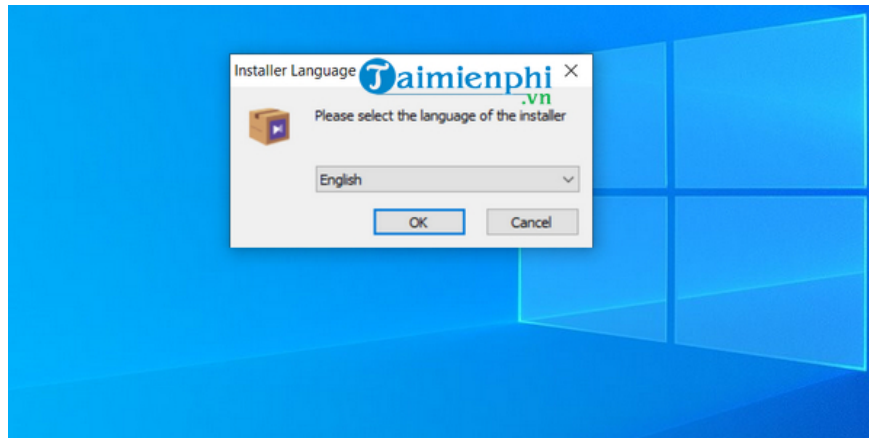 Installer Language
Taimienphi
.vn
Please select the language of the installer
English
OK
Cancel